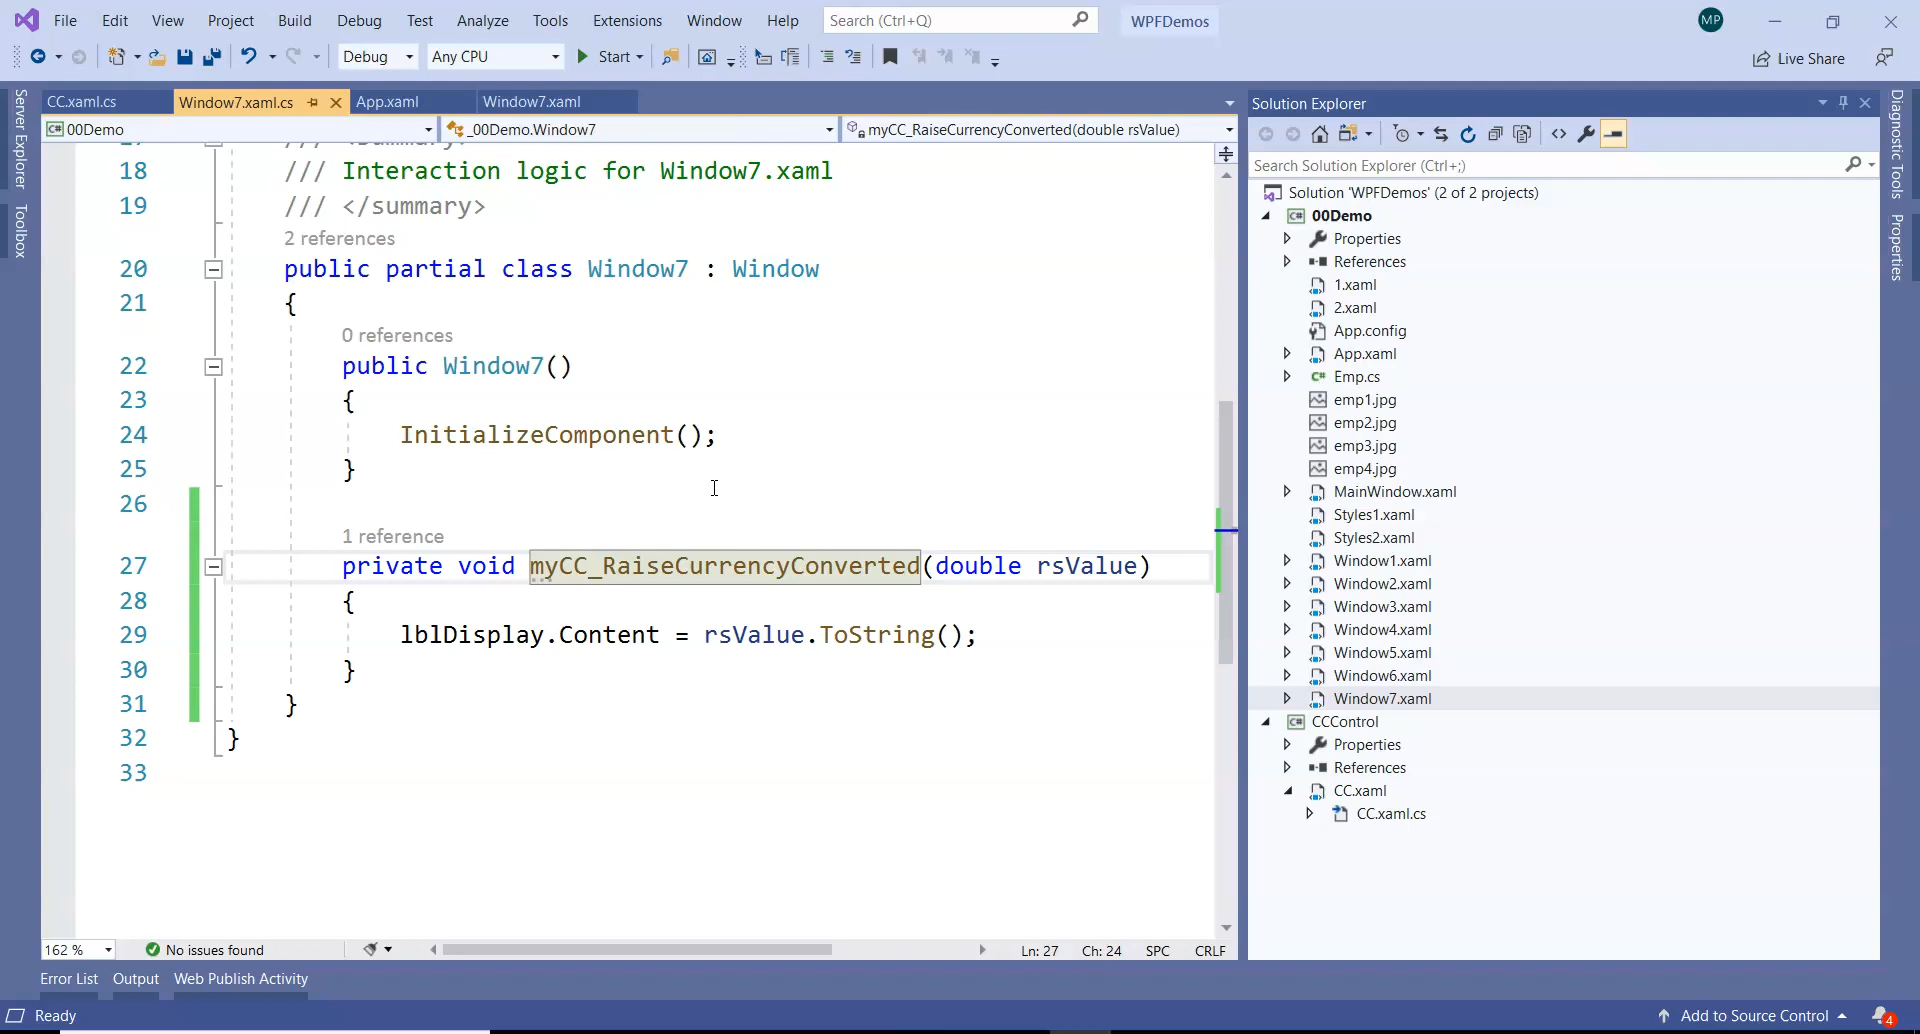 File Edit View Project Build Debug Test Analyze Tools Extensions Window Help Search (Ctrl+Q) WPFDemos MP
Debug Any CPU Start Live Share
Server Explorer
Toolbox
CC.xaml.cs Window7.xaml.cs App.xaml Window7.xaml
00Demo _00Demo.Window7 myCC_RaiseCurrencyConverted(double rsValue)
18 /// Interaction logic for Window7.xaml
19 /// </summary>
2 references
20 public partial class Window7 : Window
21 {
0 references
22 public Window7()
23 {
24 InitializeComponent();
25 }
26
1 reference
27 private void myCC_RaiseCurrencyConverted(double rsValue)
28 {
29 lblDisplay.Content = rsValue.ToString();
30 }
31 }
32 }
33
162 % No issues found Ln: 27 Ch: 24 SPC CRLF
Solution Explorer
Search Solution Explorer (Ctrl+;)
Solution 'WPFDemos' (2 of 2 projects)
00Demo
Properties
References
1.xaml
2.xaml
App.config
App.xaml
Emp.cs
emp1.jpg
emp2.jpg
emp3.jpg
emp4.jpg
MainWindow.xaml
Styles1.xaml
Styles2.xaml
Window1.xaml
Window2.xaml
Window3.xaml
Window4.xaml
Window5.xaml
Window6.xaml
Window7.xaml
CCControl
Properties
References
CC.xaml
CC.xaml.cs
Diagnostic Tools
Properties
Error List Output Web Publish Activity
Ready Add to Source Control 4